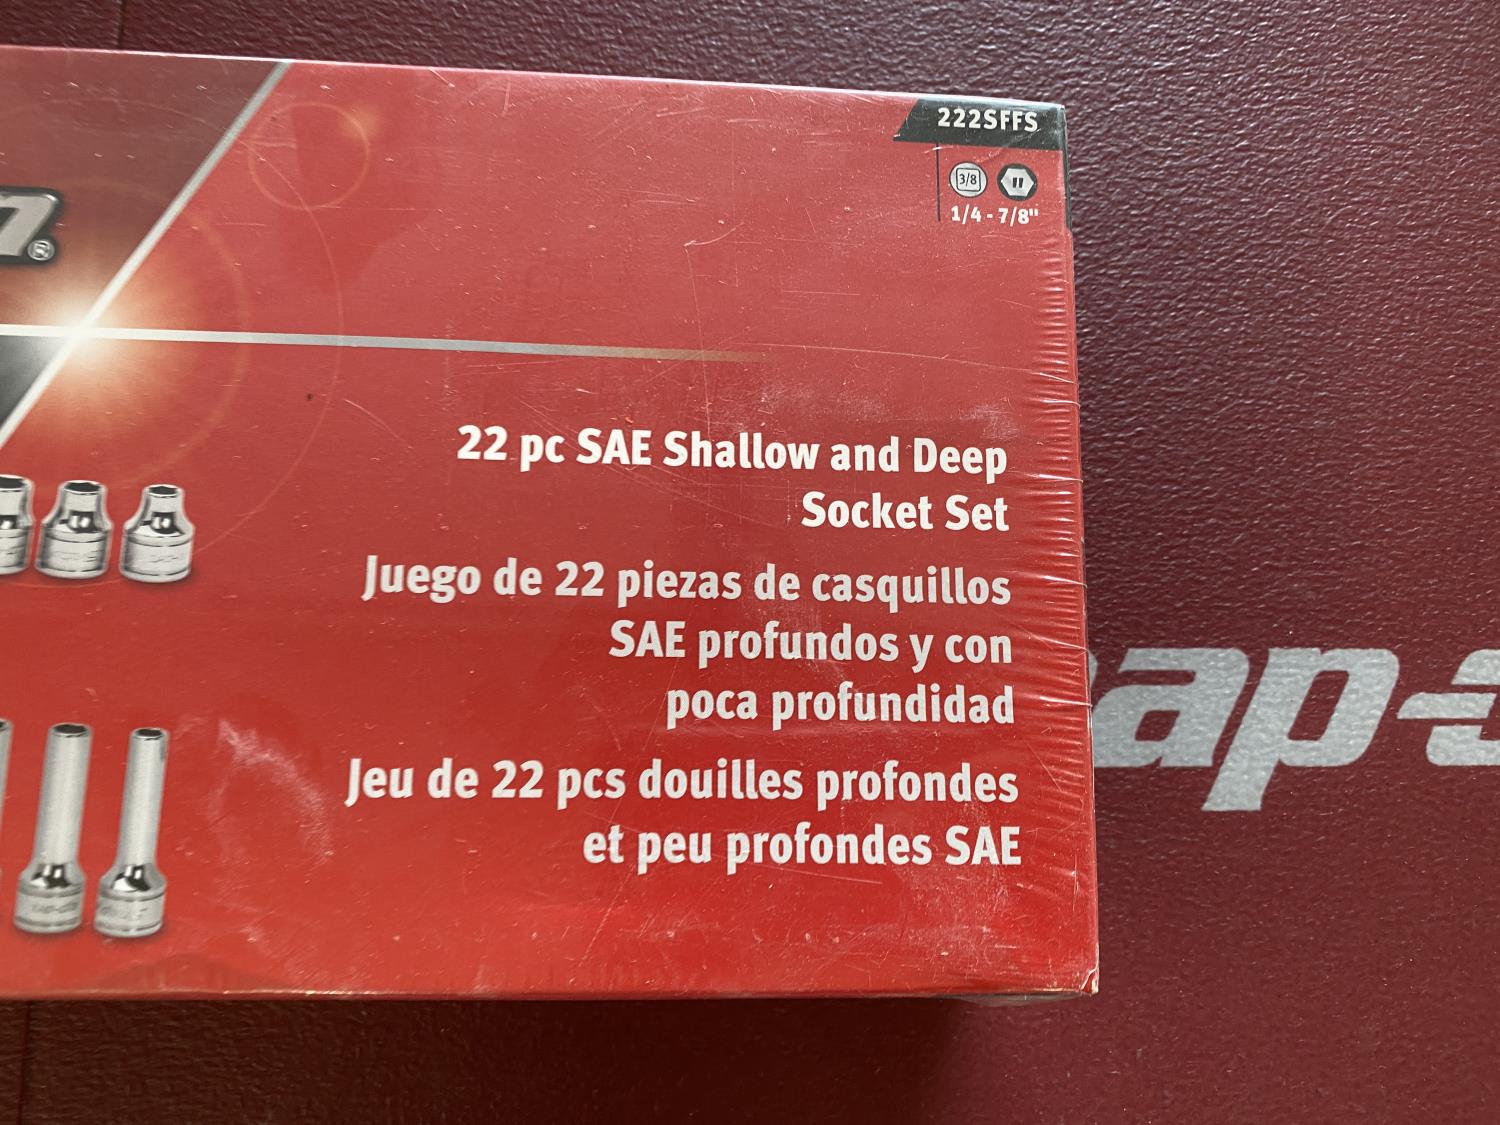 222SFFS
3/8 "
1/4 - 7/8"
22 pc SAE Shallow and Deep
Socket Set
Juego de 22 piezas de casquillos
SAE profundos y con
poca profundidad
Jeu de 22 pcs douilles profondes
et peu profondes SAE
ap-
n®